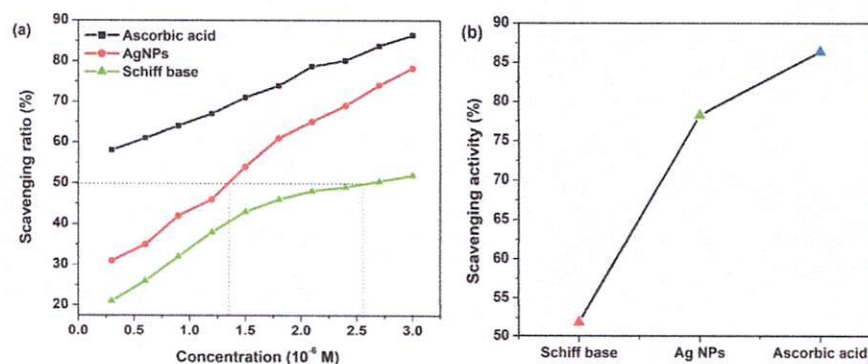 (a)
Ascorbic acid
AgNPs
Schiff base
Scavenging ratio (%)
90
80
70
60
50
40
30
20
0.0 0.5 1.0 1.5 2.0 2.5 3.0
Concentration (10⁻⁶ M)
(b)
Scavenging activity (%)
90
85
80
75
70
65
60
55
50
Schiff base Ag NPs Ascorbic acid